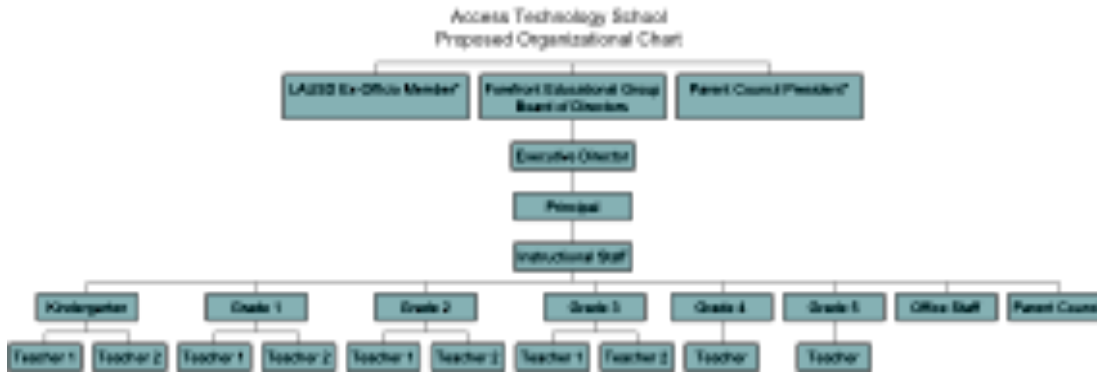 Access Technology School
Proposed Organizational Chart
LAUSD Ex-Officio Member*
Forefront Educational Group
Board of Directors
Parent Council President*
Executive Director
Principal
Instructional Staff
Kindergarten
Grade 1
Grade 2
Grade 3
Grade 4
Grade 5
Office Staff
Parent Counc
Teacher 1
Teacher 2
Teacher 1
Teacher 2
Teacher 1
Teacher 2
Teacher 1
Teacher 2
Teacher
Teacher